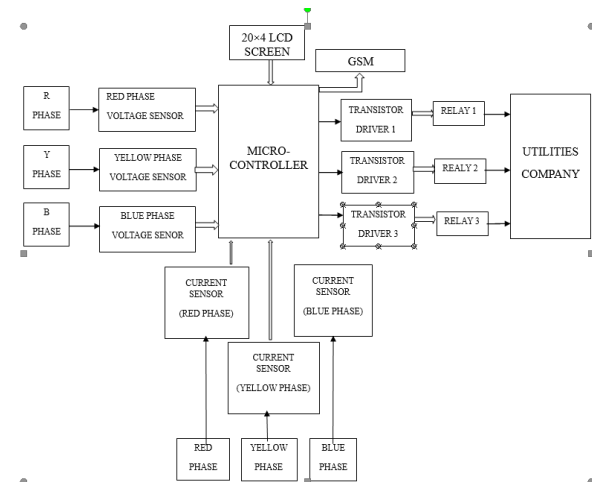 20×4 LCD
SCREEN
GSM
R
PHASE
RED PHASE
VOLTAGE SENSOR
MICRO-
CONTROLLER
TRANSISTOR
DRIVER 1
RELAY 1
UTILITIES
COMPANY
Y
PHASE
YELLOW PHASE
VOLTAGE SENSOR
TRANSISTOR
DRIVER 2
REALY 2
B
PHASE
BLUE PHASE
VOLTAGE SENOR
TRANSISTOR
DRIVER 3
RELAY 3
CURRENT
SENSOR
(RED PHASE)
CURRENT
SENSOR
(BLUE PHASE)
CURRENT
SENSOR
(YELLOW PHASE)
RED
PHASE
YELLOW
PHASE
BLUE
PHASE